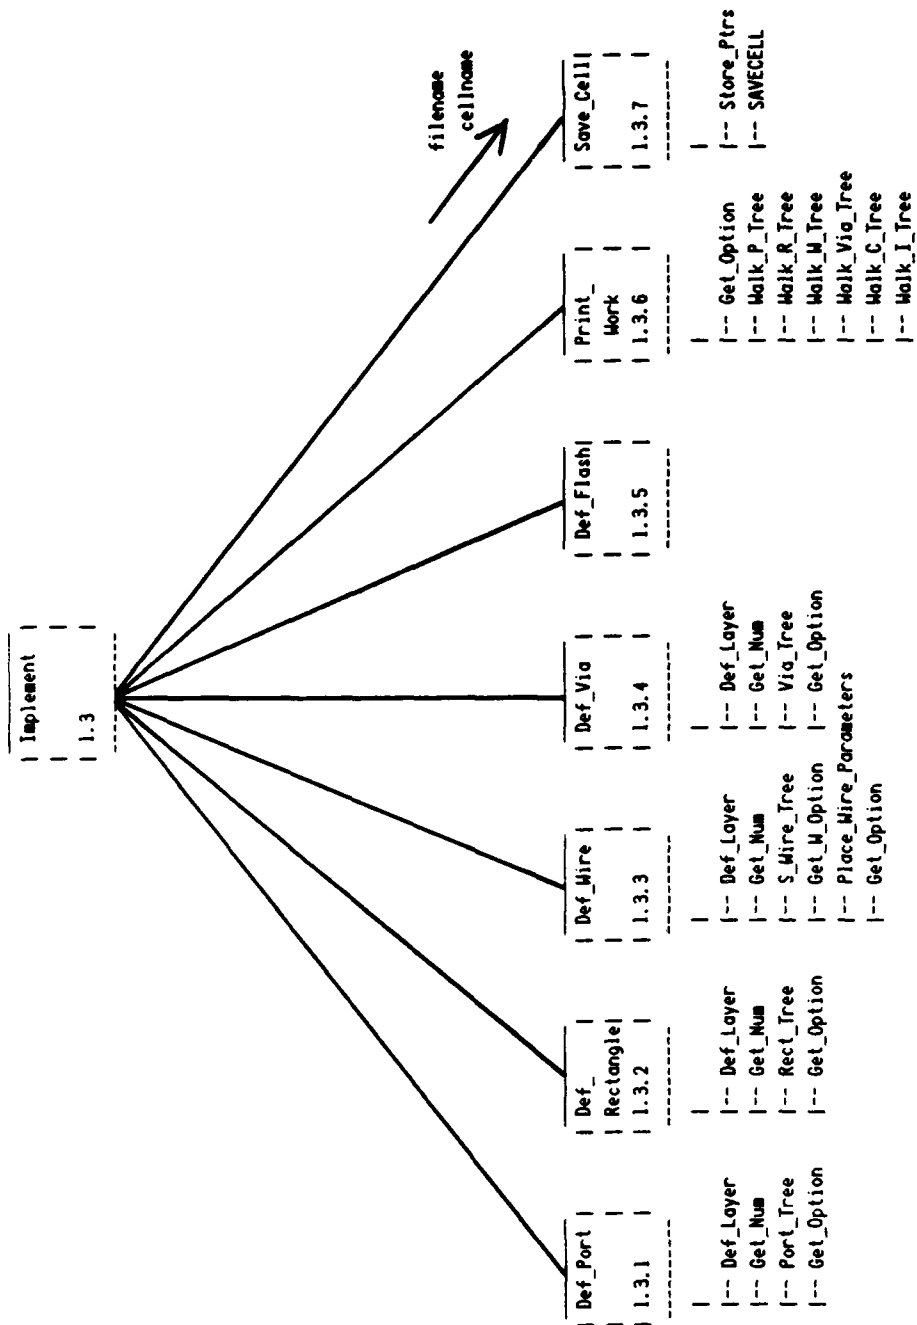 Implement
1.3
filename
cellname
Def_Port
1.3.1
|-- Def_Layer
|-- Get_Num
|-- Port_Tree
|-- Get_Option
Def_
Rectangle
1.3.2
|-- Def_Layer
|-- Get_Num
|-- Rect_Tree
|-- Get_Option
Def_Wire
1.3.3
|-- Def_Layer
|-- Get_Num
|-- S_Wire_Tree
|-- Get_W_Option
|-- Place_Wire_Parameters
|-- Get_Option
Def_Via
1.3.4
|-- Def_Layer
|-- Get_Num
|-- Via_Tree
|-- Get_Option
Def_Flash
1.3.5
Print_
Work
1.3.6
|-- Get_Option
|-- Walk_P_Tree
|-- Walk_R_Tree
|-- Walk_W_Tree
|-- Walk_Via_Tree
|-- Walk_C_Tree
|-- Walk_I_Tree
Save_Cell
1.3.7
|-- Store_Ptrs
|-- SAVECELL